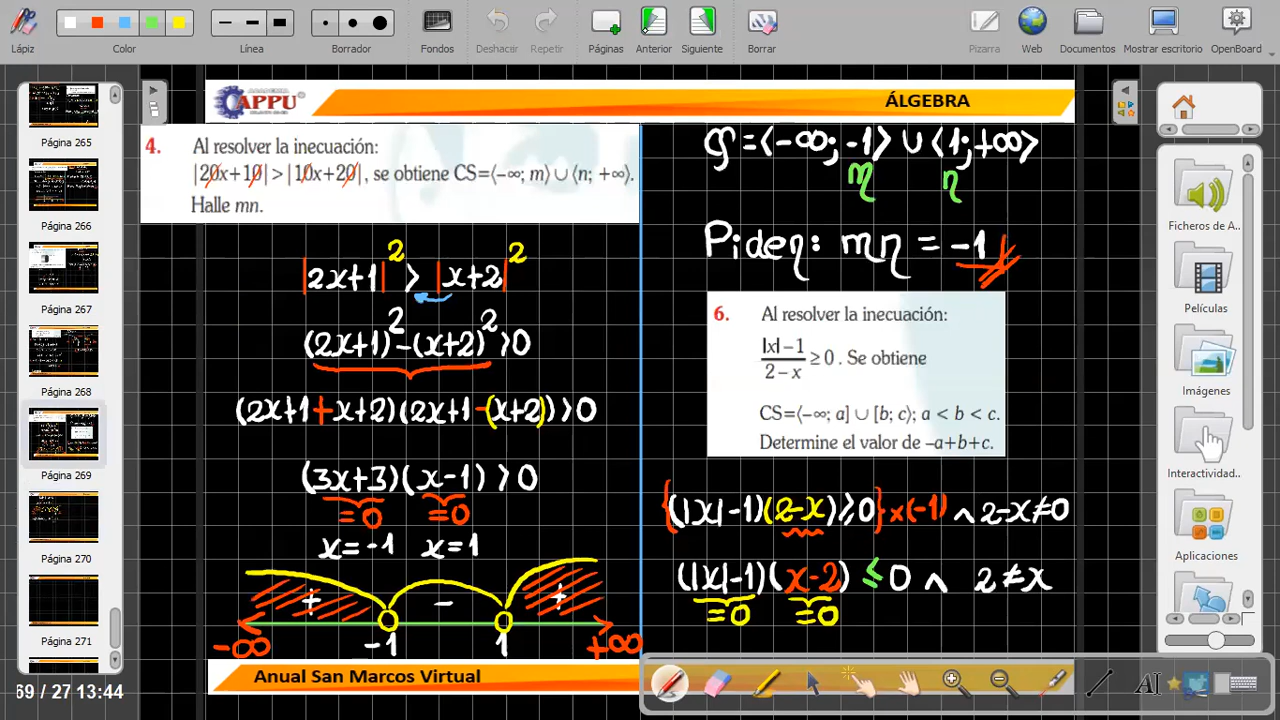 Lápiz
Color
Línea
Borrador
Fondos
Deshacer
Repetir
Páginas
Anterior
Siguiente
Borrar
Pizarra
Web
Documentos
Mostrar escritorio
OpenBoard
Página 265
Página 266
Página 267
Página 268
Página 269
Página 270
Página 271
69 / 27 13:44
APPU
ÁLGEBRA
4. Al resolver la inecuación:
|20x+10| > |10x+20|, se obtiene CS=⟨–∞; m⟩ ∪ ⟨n; +∞⟩.
Halle mn.
|2x+1|² > |x+2|²
(2x+1)²-(x+2)²>0
(2x+1+x+2)(2x+1-(x+2))>0
(3x+3)(x-1)>0
=0 =0
x=-1 x=1
+ - +
-∞ -1 1 +∞
=⟨-∞;-1⟩ ∪ ⟨1;+∞⟩
m n
Piden: mn = -1
6. Al resolver la inecuación:
|x|–1
2–x
≥0 . Se obtiene
CS=⟨–∞; a] ∪ [b; c⟩; a < b < c.
Determine el valor de –a+b+c.
{(|x|-1)(2-x)≥0}x(-1) ∧ 2-x≠0
(|x|-1)(x-2) ≤ 0 ∧ 2≠x
=0 =0
Anual San Marcos Virtual
Ficheros de A...
Películas
Imágenes
Interactividad..
Aplicaciones